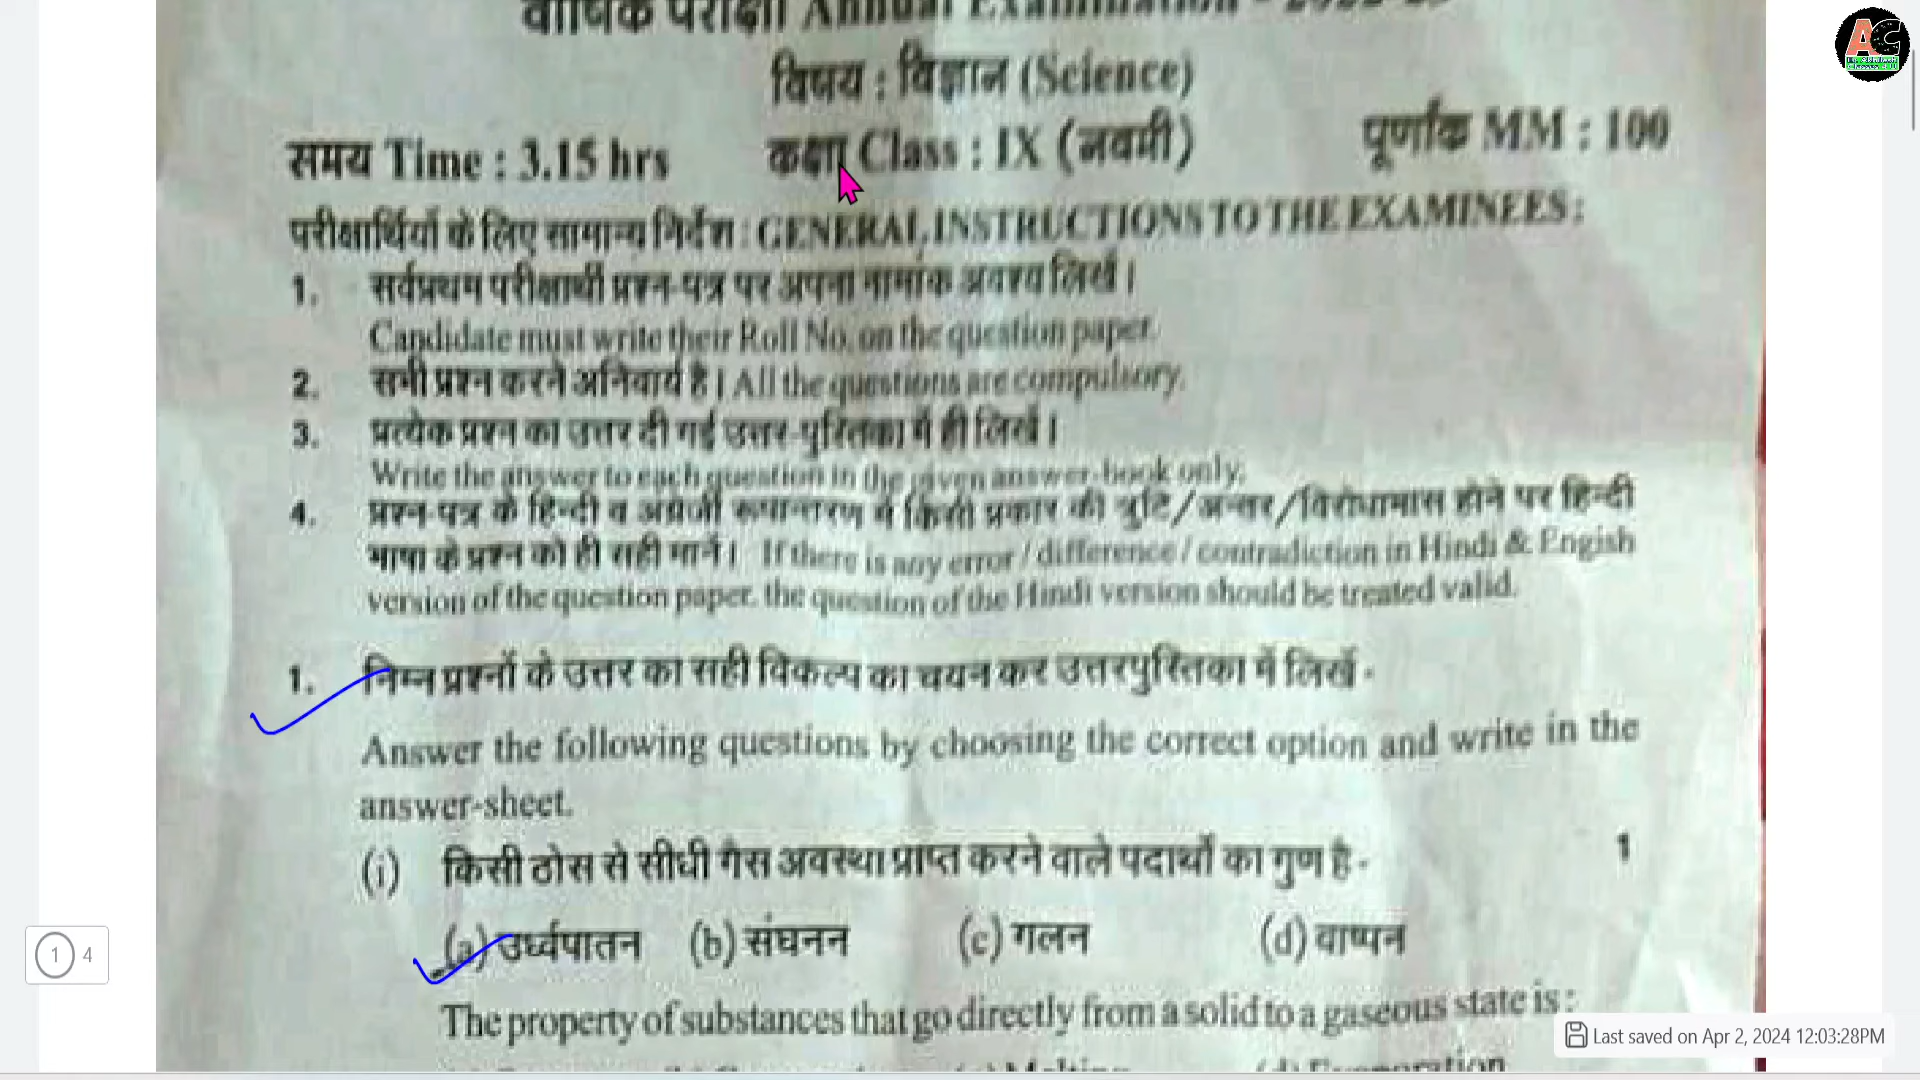 वार्षिक परीक्षा Annual Examination -
विषय : विज्ञान (Science)
समय Time : 3.15 hrs कक्षा Class : IX (नवमी) पूर्णांक MM : 100
परीक्षार्थियों के लिए सामान्य निर्देश : GENERAL INSTRUCTIONS TO THE EXAMINEES :
1. सर्वप्रथम परीक्षार्थी प्रश्न-पत्र पर अपना नामांक अवश्य लिखें।
Candidate must write their Roll No. on the question paper.
2. सभी प्रश्न करने अनिवार्य है। All the questions are compulsory.
3. प्रत्येक प्रश्न का उत्तर दी गई उत्तर-पुस्तिका में ही लिखें।
Write the answer to each question in the given answer-book only.
4. प्रश्न-पत्र के हिन्दी व अंग्रेजी रूपान्तरण में किसी प्रकार की त्रुटि/अन्तर/विरोधाभास होने पर हिन्दी
भाषा के प्रश्न को ही सही मानें। If there is any error / difference / contradiction in Hindi & Engish
version of the question paper, the question of the Hindi version should be treated valid.
1. निम्न प्रश्नों के उत्तर का सही विकल्प का चयन कर उत्तरपुस्तिका में लिखें -
Answer the following questions by choosing the correct option and write in the
answer-sheet.
(i) किसी ठोस से सीधी गैस अवस्था प्राप्त करने वाले पदार्थों का गुण है- 1
(a) उर्ध्वपातन (b) संघनन (c) गलन (d) वाष्पन
The property of substances that go directly from a solid to a gaseous state is :
Melting (d) Evaporation
1 4
Last saved on Apr 2, 2024 12:03:28PM
AC